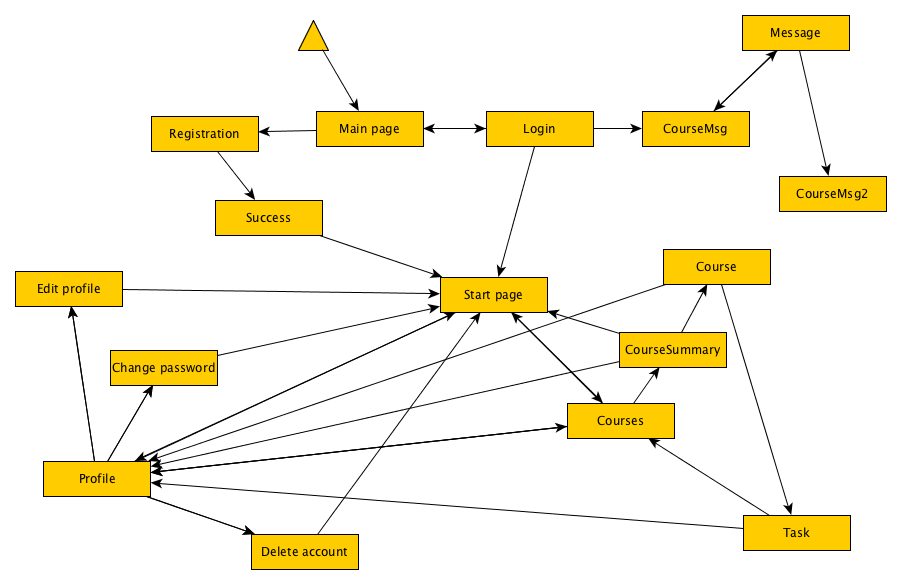 Message
Registration
Main page
Login
CourseMsg
CourseMsg2
Success
Course
Edit profile
Start page
CourseSummary
Change password
Courses
Profile
Task
Delete account